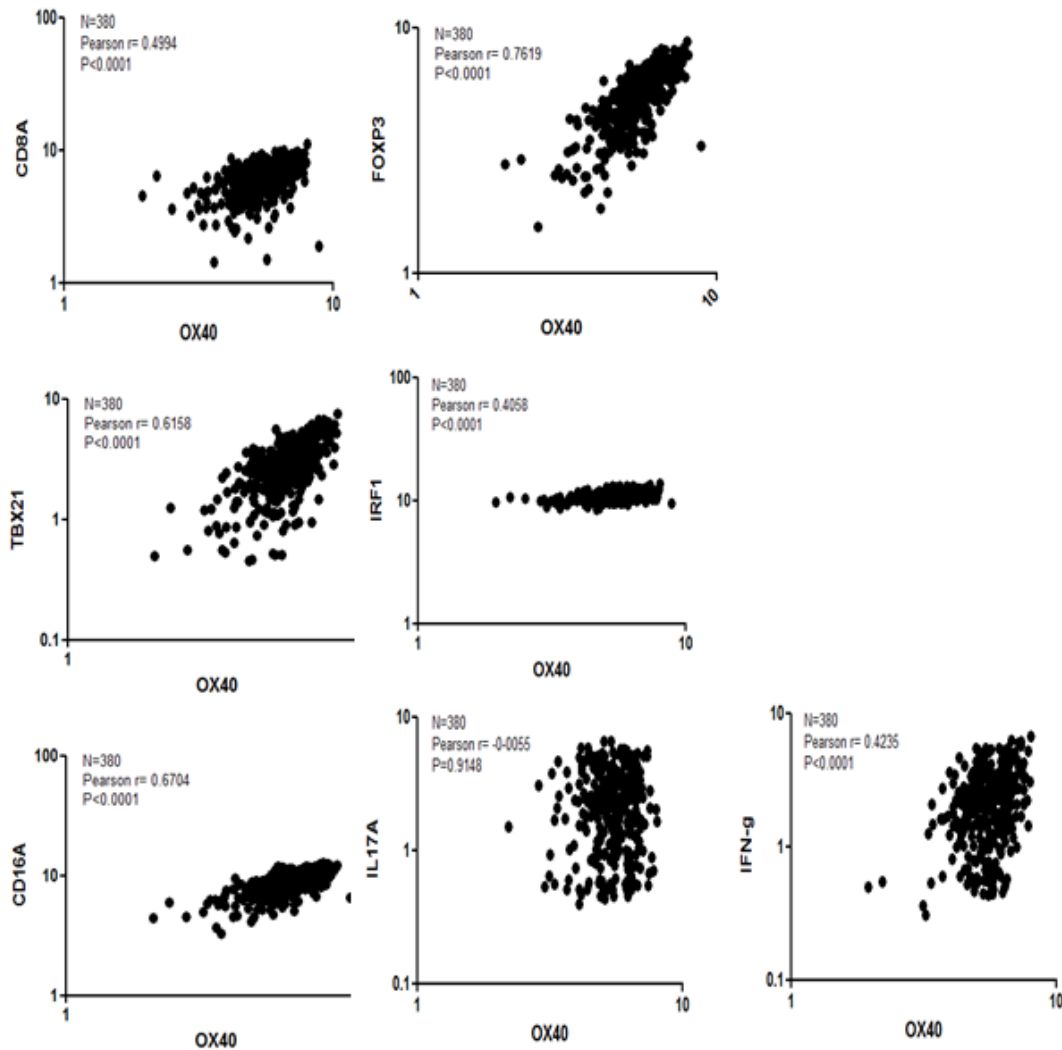 100
N=380
Pearson r= 0.4994
P<0.0001
CD8A
10
1
1
10
OX40
10
N=380
Pearson r= 0.7619
P<0.0001
FOXP3
1
1
10
OX40
10
N=380
Pearson r= 0.6158
P<0.0001
TBX21
1
0.1
1
OX40
100
N=380
Pearson r= 0.4058
P<0.0001
IRF1
10
1
1
10
OX40
100
N=380
Pearson r= 0.6704
P<0.0001
CD16A
10
1
1
OX40
10
N=380
Pearson r= -0-0055
P=0.9148
IL17A
1
0.1
1
10
OX40
10
N=380
Pearson r= 0.4235
P<0.0001
IFN-g
1
0.1
1
10
OX40